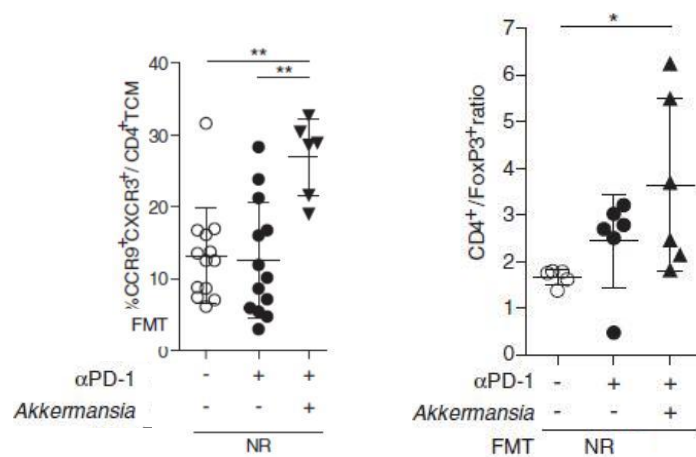 **
**
%CCR9+CXCR3+/ CD4+TCM
40
30
20
10
0
FMT
αPD-1 - + +
Akkermansia - - +
NR
*
CD4+/FoxP3+ratio
7
6
5
4
3
2
1
0
αPD-1 - + +
Akkermansia - - +
FMT NR